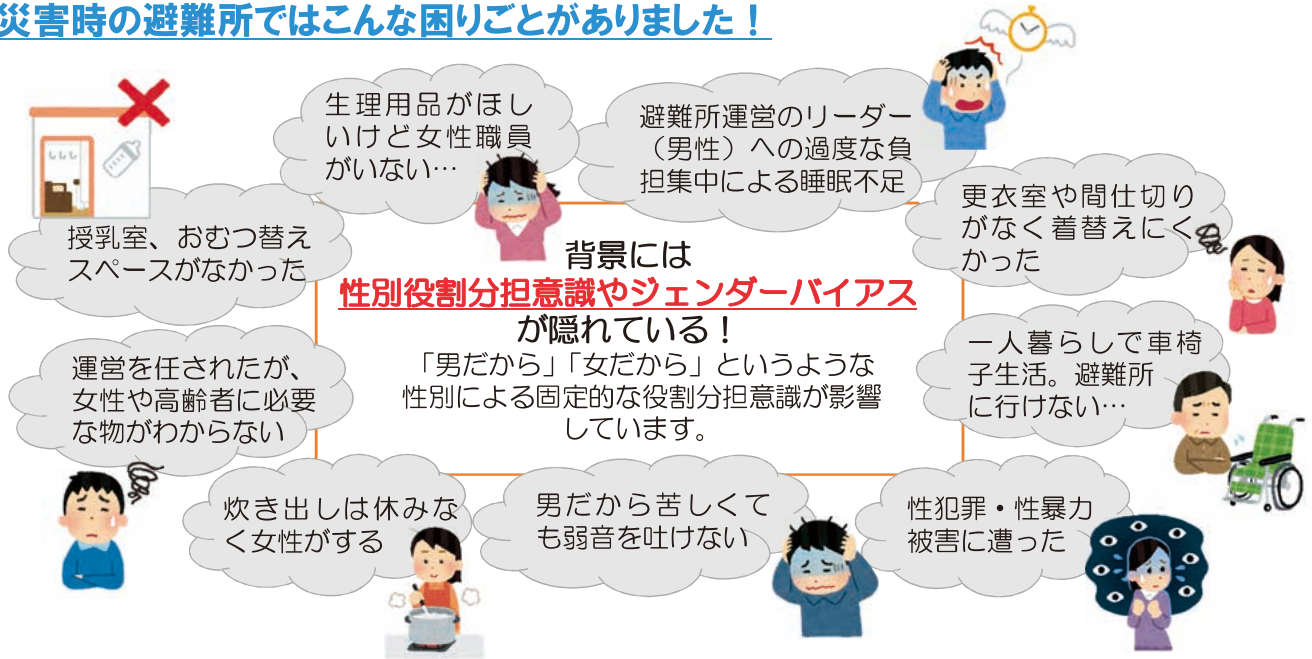 災害時の避難所ではこんな困りごとがありました！
生理用品がほし
いけど女性職員
がいない…
避難所運営のリーダー
（男性）への過度な負
担集中による睡眠不足
更衣室や間仕切り
がなく着替えにく
かった
授乳室、おむつ替え
スペースがなかった
背景には
性別役割分担意識やジェンダーバイアス
が隠れている！
「男だから」「女だから」というような
性別による固定的な役割分担意識が影響
しています。
一人暮らしで車椅
子生活。避難所
に行けない…
運営を任されたが、
女性や高齢者に必要
な物がわからない
炊き出しは休みな
く女性がする
男だから苦しくて
も弱音を吐けない
性犯罪・性暴力
被害に遭った